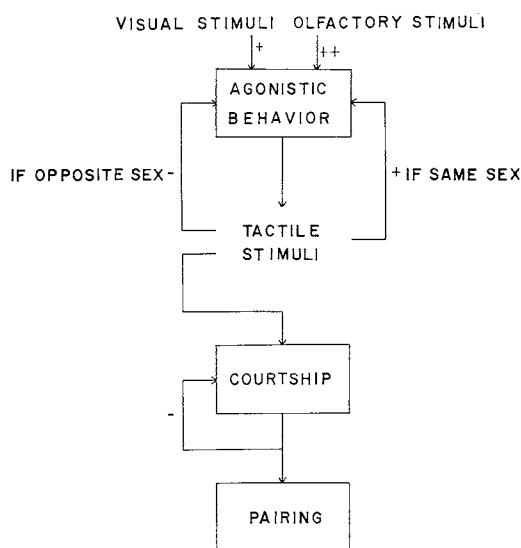 VISUAL STIMULI OLFACTORY STIMULI
+ ++
AGONISTIC
BEHAVIOR
IF OPPOSITE SEX - + IF SAME SEX
TACTILE
STIMULI
COURTSHIP
-
PAIRING